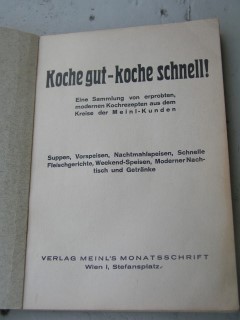 Koche gut - koche schnell!
Eine Sammlung von erprobten,
modernen Kochrezepten aus dem
Kreise der Meinl-Kunden
Suppen, Vorspeisen, Nachtmahlspeisen, Schnelle
Fleischgerichte, Wockend-Speisen, Moderner Nach-
tisch und Getränke
VERLAG MEINL'S MONATSSCHRIFT
Wien I, Stefansplatz.